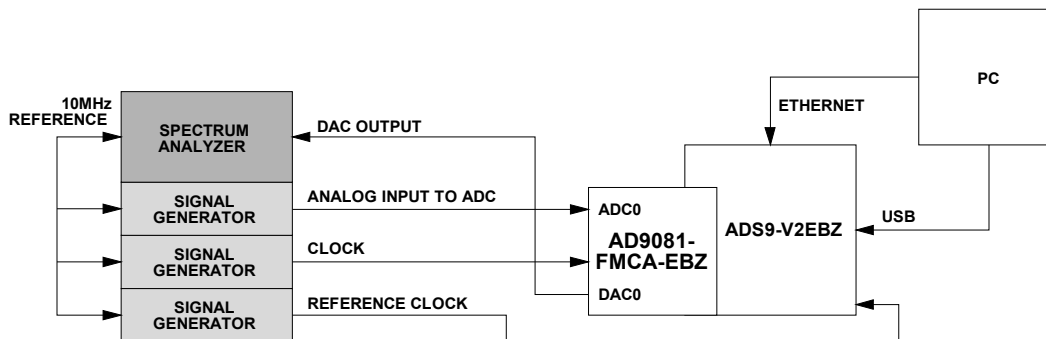 PC
10MHz
REFERENCE
ETHERNET
SPECTRUM
ANALYZER
DAC OUTPUT
SIGNAL
GENERATOR
ANALOG INPUT TO ADC
ADC0
ADS9-V2EBZ
USB
AD9081-
FMCA-EBZ
SIGNAL
GENERATOR
CLOCK
DAC0
SIGNAL
GENERATOR
REFERENCE CLOCK